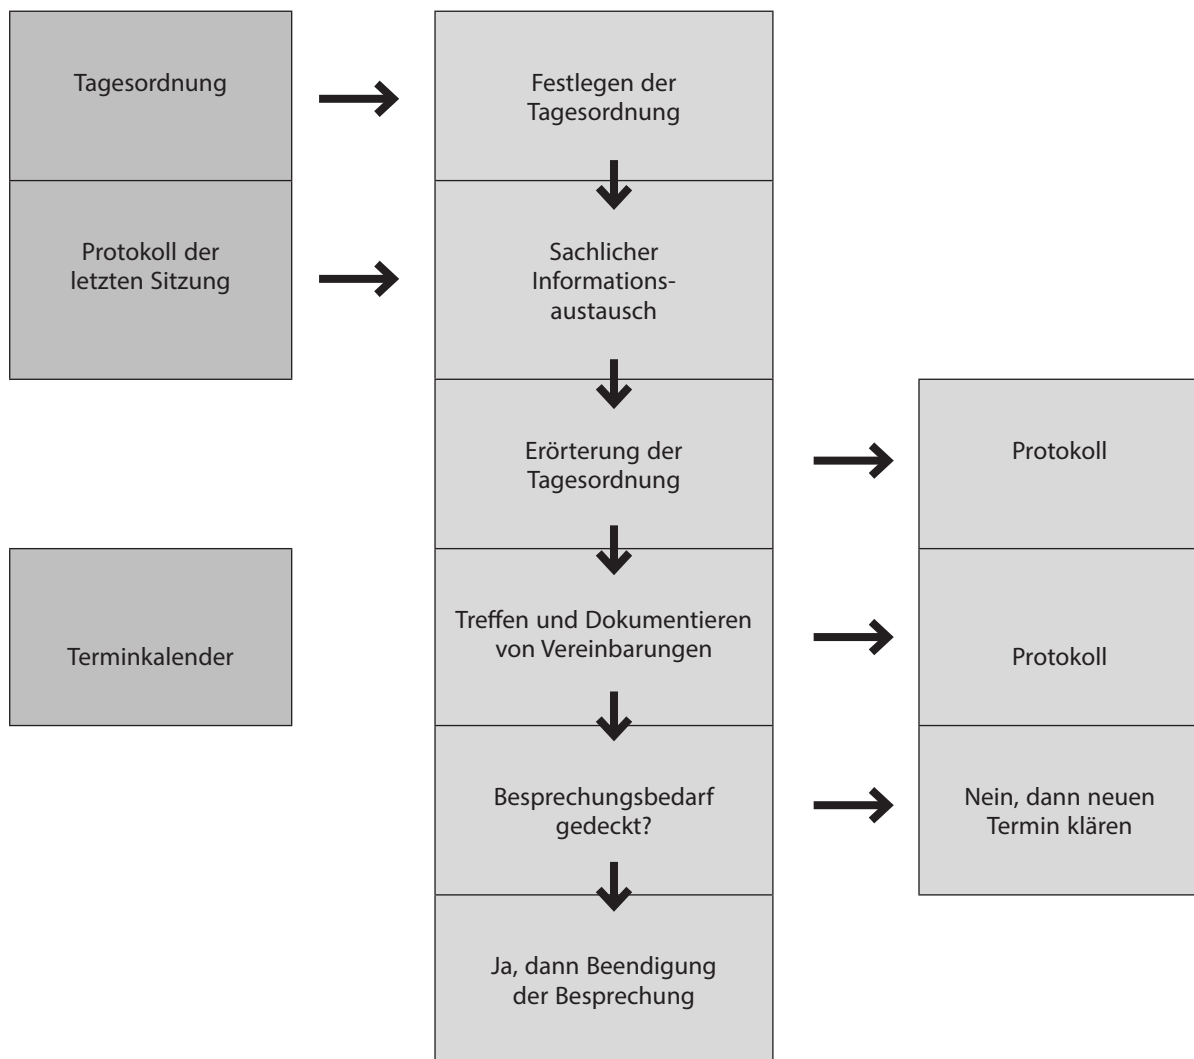 Tagesordnung
Festlegen der
Tagesordnung
Protokoll der
letzten Sitzung
Sachlicher
Informations-
austausch
Erörterung der
Tagesordnung
Protokoll
Terminkalender
Treffen und Dokumentieren
von Vereinbarungen
Protokoll
Besprechungsbedarf
gedeckt?
Nein, dann neuen
Termin klären
Ja, dann Beendigung
der Besprechung